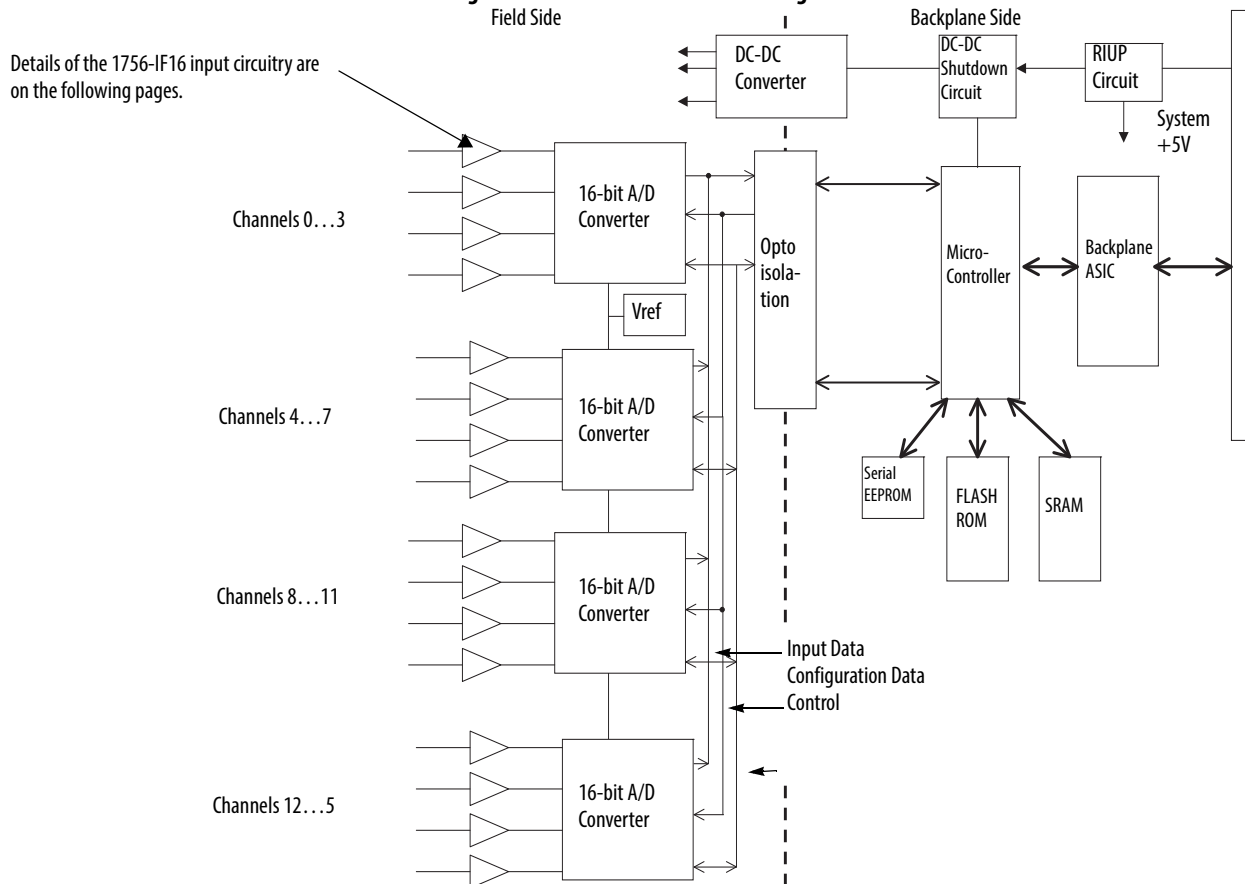 Field Side
Backplane Side
Details of the 1756-IF16 input circuitry are
on the following pages.
DC-DC
Converter
DC-DC
Shutdown
Circuit
RIUP
Circuit
System
+5V
16-bit A/D
Converter
Channels 0…3
Opto
isola-
tion
Micro-
Controller
Backplane
ASIC
Vref
16-bit A/D
Converter
Channels 4…7
Serial
EEPROM
FLASH
ROM
SRAM
16-bit A/D
Converter
Channels 8…11
Input Data
Configuration Data
Control
16-bit A/D
Converter
Channels 12…5